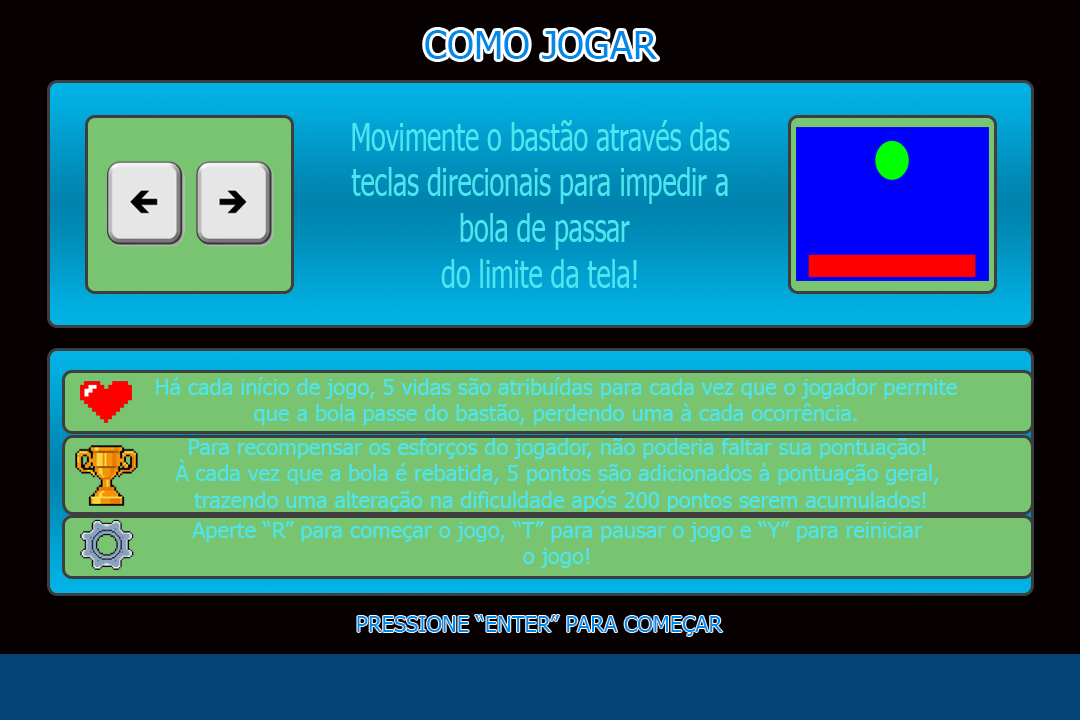 COMO JOGAR
Movimente o bastão através das
teclas direcionais para impedir a
bola de passar
do limite da tela!
Há cada início de jogo, 5 vidas são atribuídas para cada vez que o jogador permite
que a bola passe do bastão, perdendo uma à cada ocorrência.
Para recompensar os esforços do jogador, não poderia faltar sua pontuação!
À cada vez que a bola é rebatida, 5 pontos são adicionados à pontuação geral,
trazendo uma alteração na dificuldade após 200 pontos serem acumulados!
Aperte “R” para começar o jogo, “T” para pausar o jogo e “Y” para reiniciar
o jogo!
PRESSIONE “ENTER” PARA COMEÇAR